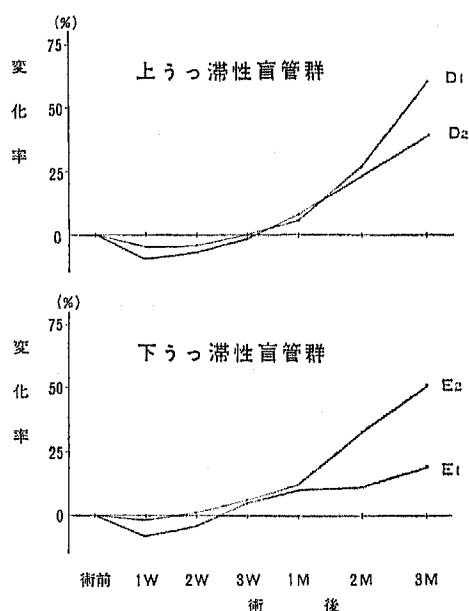 (%)
75
上うっ滞性盲管群
変化率
50
25
0
D1
D2
(%)
75
下うっ滞性盲管群
変化率
50
25
0
E2
E1
術前 1W 2W 3W 1M 2M 3M
術後